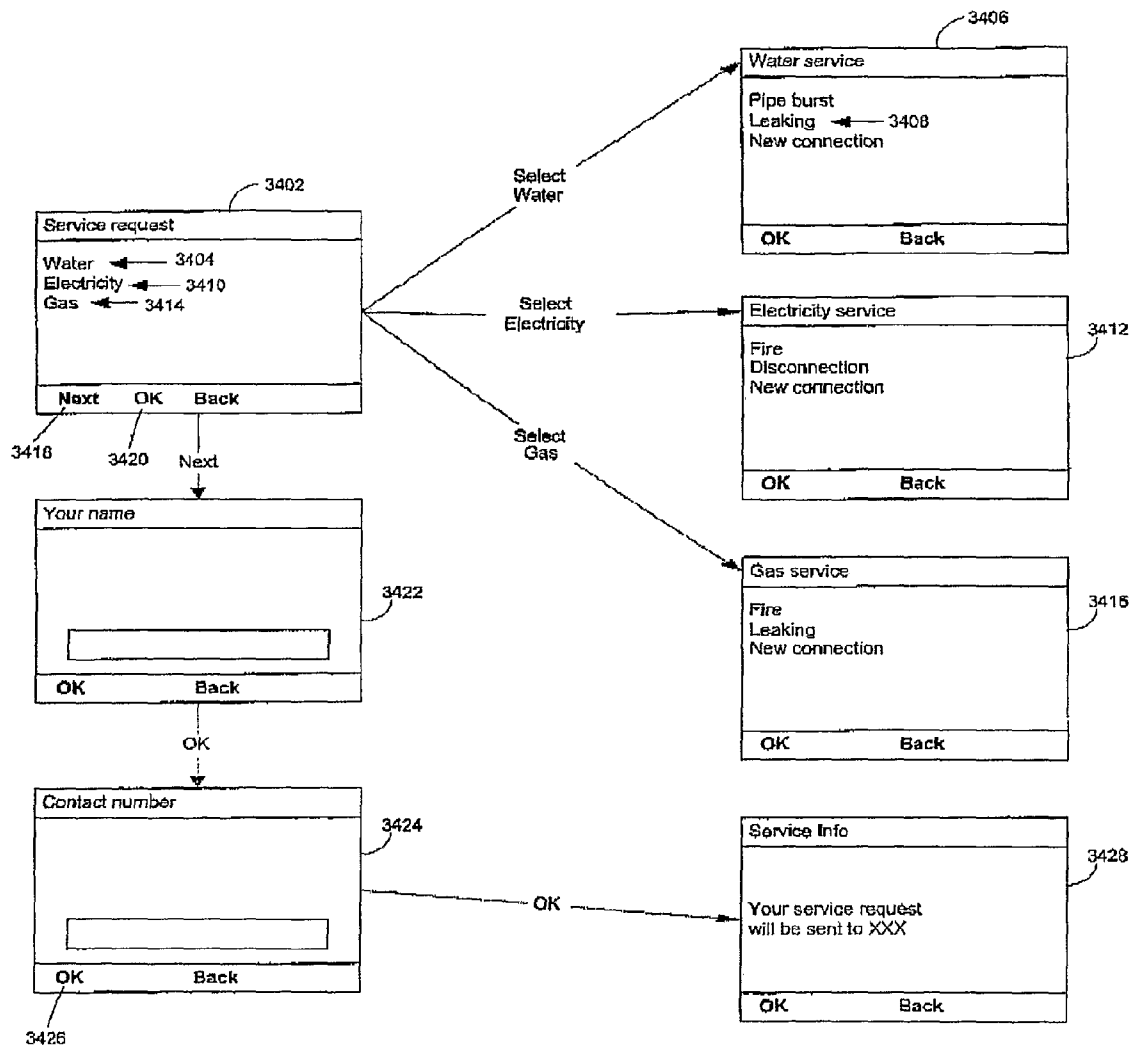 3406
Water service
Pipe burst
Leaking 3408
New connection
OK Back
Select
Water
3402
Service request
Water 3404
Electricity 3410
Gas 3414
Next OK Back
3418
3420
Next
Select
Electricity
Electricity service
3412
Fire
Disconnection
New connection
OK Back
Select
Gas
Your name
3422
OK Back
OK
Gas service
3416
Fire
Leaking
New connection
OK Back
Contact number
3424
OK Back
3426
OK
Service Info
3428
Your service request
will be sent to XXX
OK Back